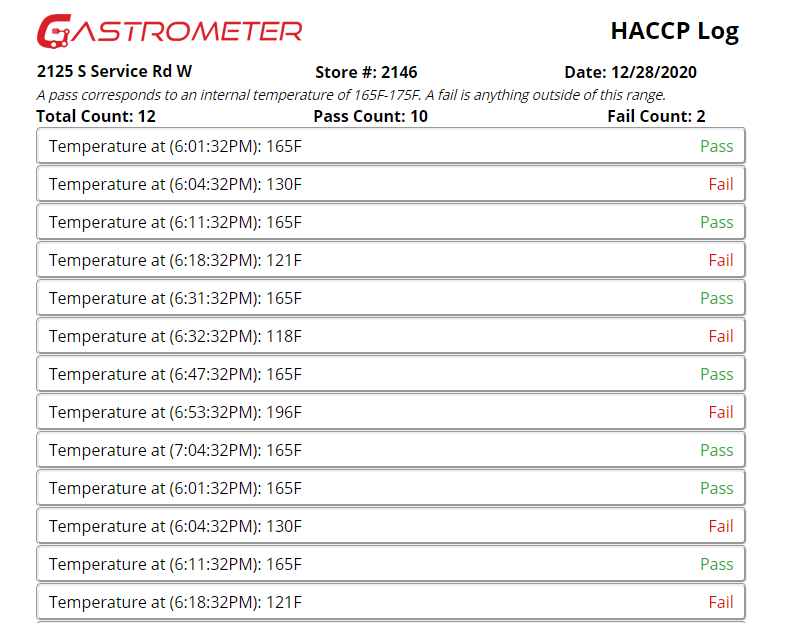 GASTROMETER
HACCP Log
2125 S Service Rd W Store #: 2146 Date: 12/28/2020
A pass corresponds to an internal temperature of 165F-175F. A fail is anything outside of this range.
Total Count: 12 Pass Count: 10 Fail Count: 2
Temperature at (6:01:32PM): 165F Pass
Temperature at (6:04:32PM): 130F Fail
Temperature at (6:11:32PM): 165F Pass
Temperature at (6:18:32PM): 121F Fail
Temperature at (6:31:32PM): 165F Pass
Temperature at (6:32:32PM): 118F Fail
Temperature at (6:47:32PM): 165F Pass
Temperature at (6:53:32PM): 196F Fail
Temperature at (7:04:32PM): 165F Pass
Temperature at (6:01:32PM): 165F Pass
Temperature at (6:04:32PM): 130F Fail
Temperature at (6:11:32PM): 165F Pass
Temperature at (6:18:32PM): 121F Fail